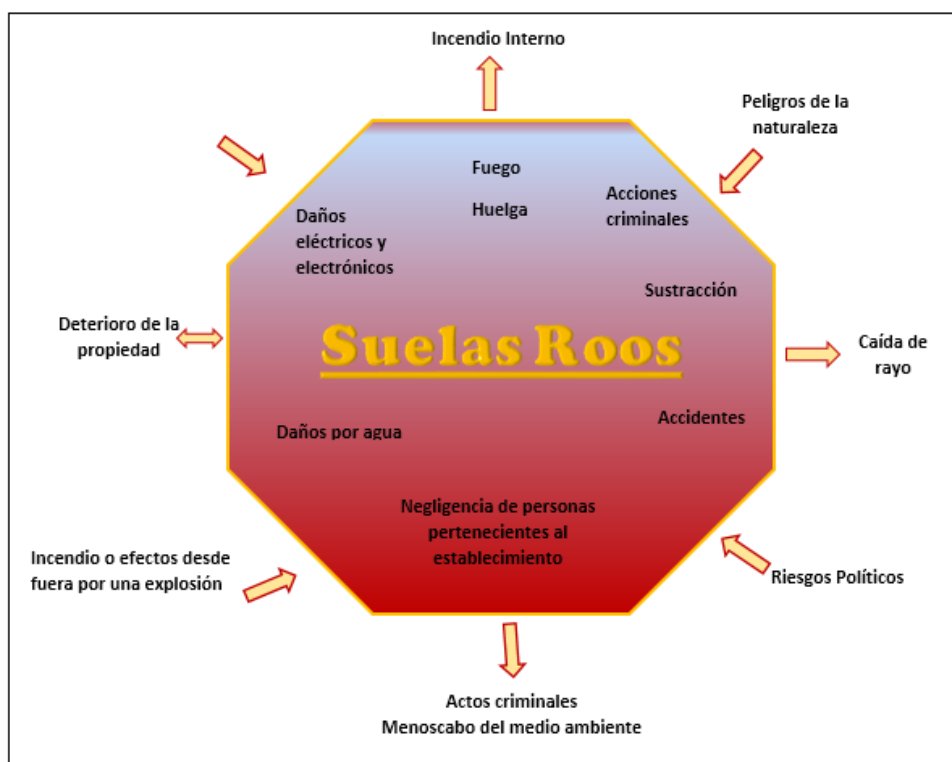 Incendio Interno
Peligros de la
naturaleza
Fuego
Huelga
Acciones
criminales
Daños
eléctricos y
electrónicos
Sustracción
Deterioro de la
propiedad
Suelas Roos
Caída de
rayo
Daños por agua
Accidentes
Negligencia de personas
pertenecientes al
establecimiento
Incendio o efectos desde
fuera por una explosión
Riesgos Políticos
Actos criminales
Menoscabo del medio ambiente